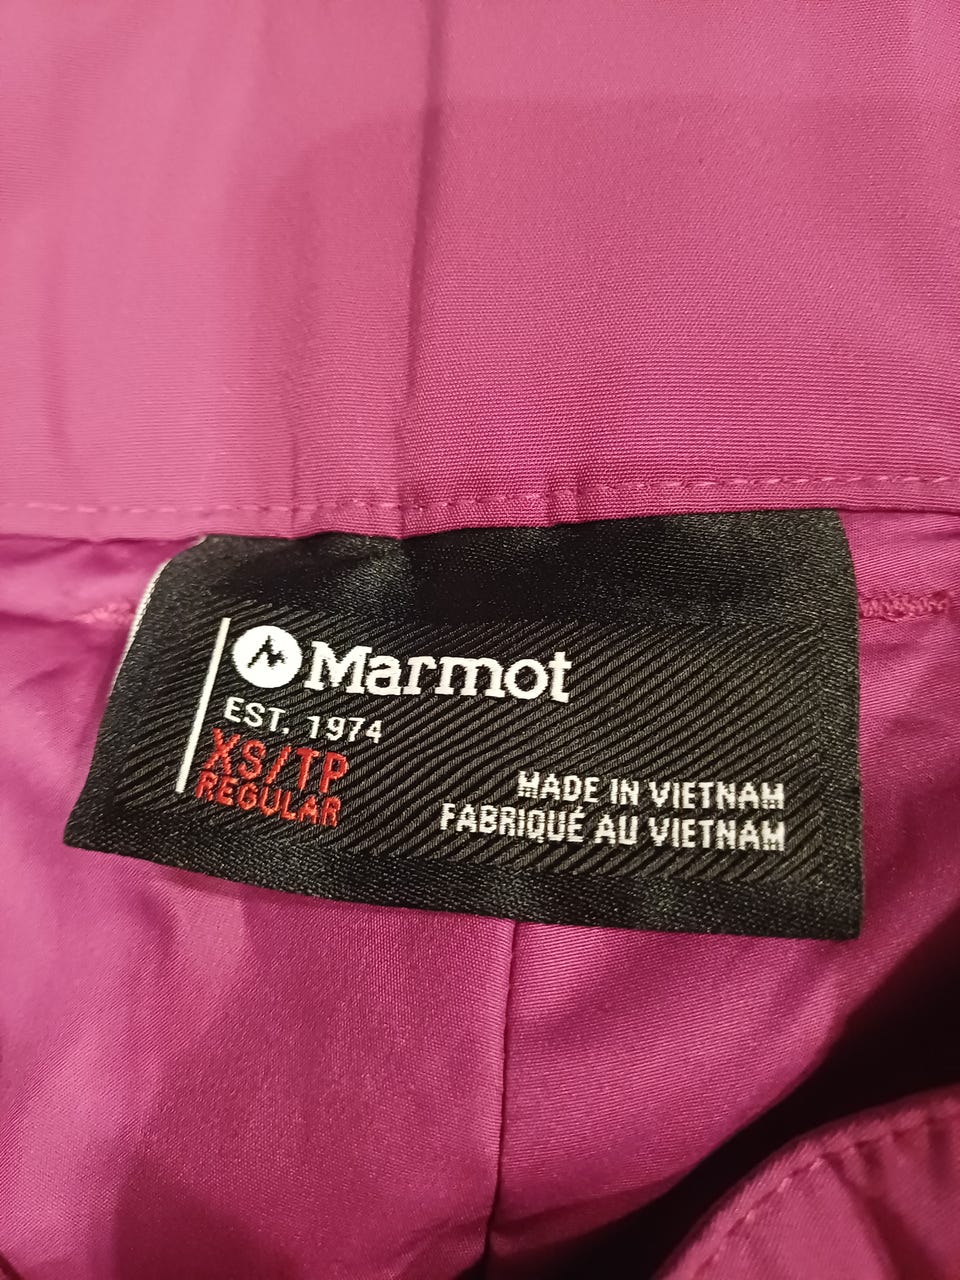 Marmot
EST. 1974
XS/TP
REGULAR
MADE IN VIETNAM
FABRIQUÉ AU VIETNAM